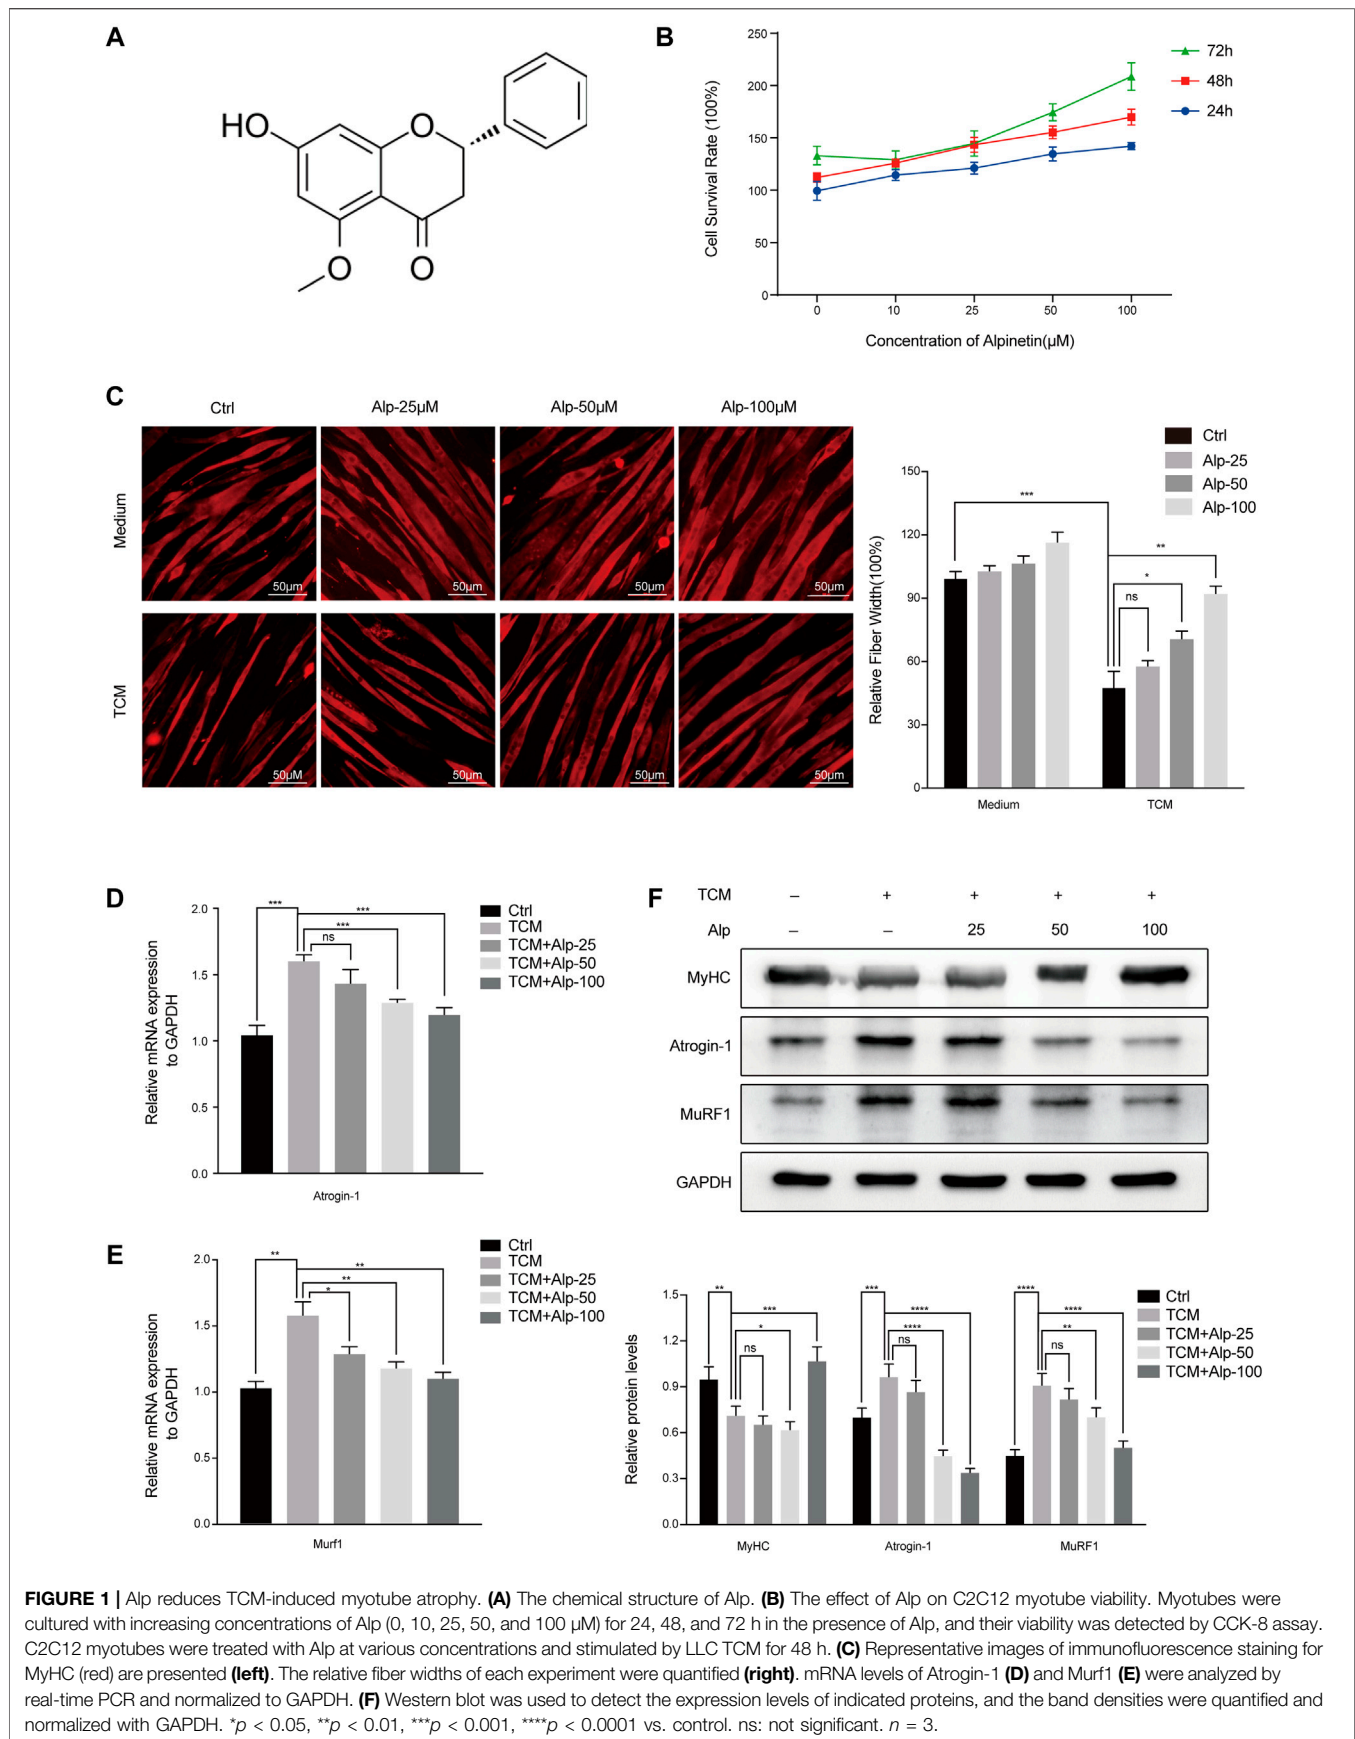 A
HO
O
O
O
B
250
200
150
100
50
0
Cell Survival Rate (100%)
0 10 25 50 100
Concentration of Alpinetin(μM)
72h
48h
24h
C
Ctrl Alp-25μM Alp-50μM Alp-100μM
Medium
50μm 50μm 50μm 50μm
TCM
50μM 50μm 50μm 50μm
Ctrl
Alp-25
Alp-50
Alp-100
150
120
90
60
30
0
Relative Fiber Width(100%)
***
**
*
ns
Medium TCM
D
2.0
1.5
1.0
0.5
0.0
Relative mRNA expression
to GAPDH
*** ***
***
ns
Atrogin-1
Ctrl
TCM
TCM+Alp-25
TCM+Alp-50
TCM+Alp-100
E
2.0
1.5
1.0
0.5
0.0
Relative mRNA expression
to GAPDH
** **
**
*
Murf1
Ctrl
TCM
TCM+Alp-25
TCM+Alp-50
TCM+Alp-100
F
TCM – + + + +
Alp – – 25 50 100
MyHC
Atrogin-1
MuRF1
GAPDH
1.5
1.2
0.9
0.6
0.3
0.0
Relative protein levels
** *** ****
*** **** ****
* **** **
ns ns ns
MyHC Atrogin-1 MuRF1
Ctrl
TCM
TCM+Alp-25
TCM+Alp-50
TCM+Alp-100
FIGURE 1 | Alp reduces TCM-induced myotube atrophy. (A) The chemical structure of Alp. (B) The effect of Alp on C2C12 myotube viability. Myotubes were
cultured with increasing concentrations of Alp (0, 10, 25, 50, and 100 μM) for 24, 48, and 72 h in the presence of Alp, and their viability was detected by CCK-8 assay.
C2C12 myotubes were treated with Alp at various concentrations and stimulated by LLC TCM for 48 h. (C) Representative images of immunofluorescence staining for
MyHC (red) are presented (left). The relative fiber widths of each experiment were quantified (right). mRNA levels of Atrogin-1 (D) and Murf1 (E) were analyzed by
real-time PCR and normalized to GAPDH. (F) Western blot was used to detect the expression levels of indicated proteins, and the band densities were quantified and
normalized with GAPDH. *p < 0.05, **p < 0.01, ***p < 0.001, ****p < 0.0001 vs. control. ns: not significant. n = 3.